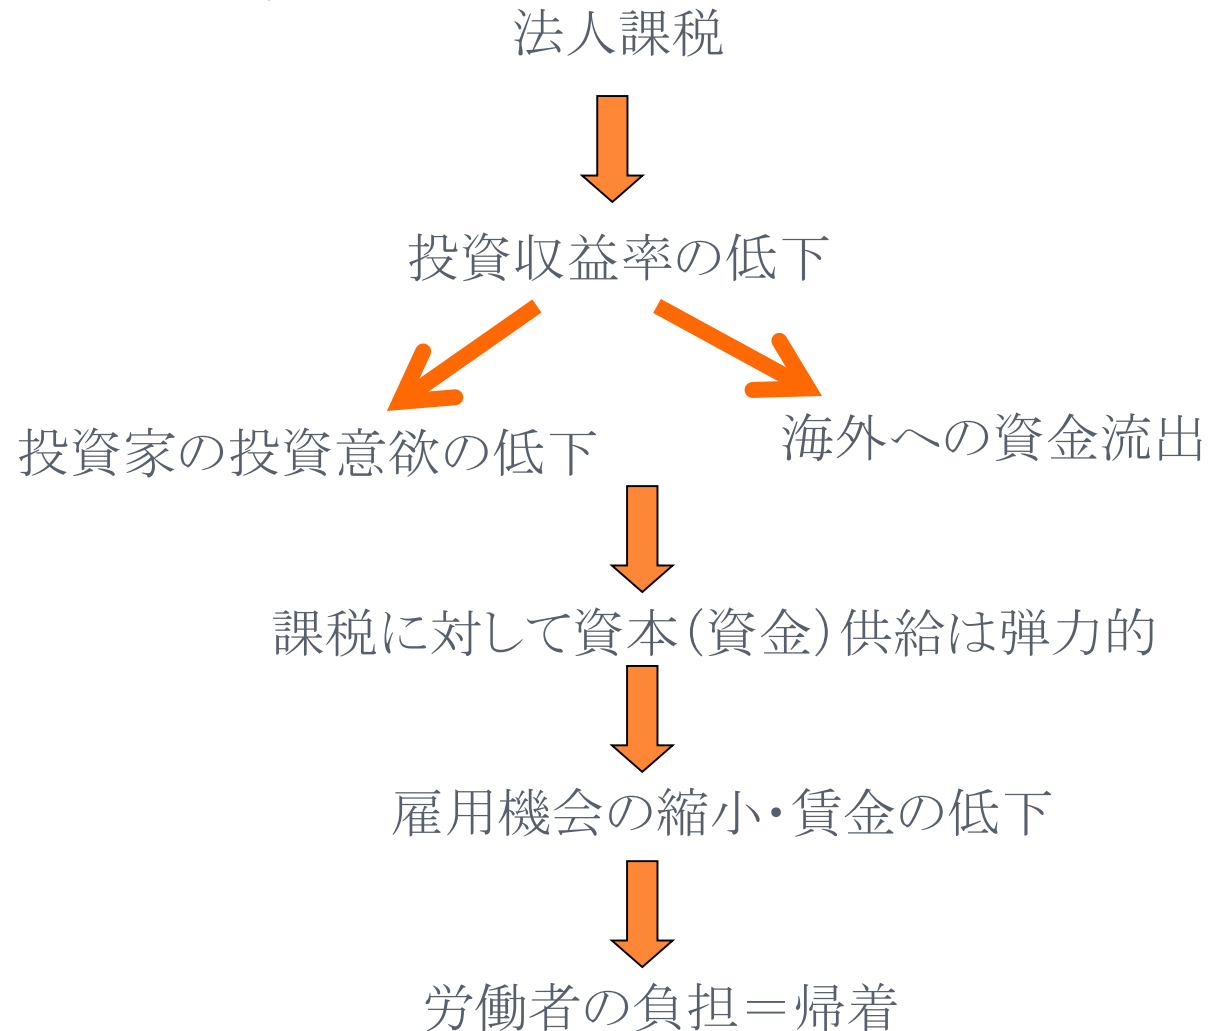 法人課税
投資収益率の低下
投資家の投資意欲の低下
海外への資金流出
課税に対して資本(資金)供給は弾力的
雇用機会の縮小・賃金の低下
労働者の負担＝帰着